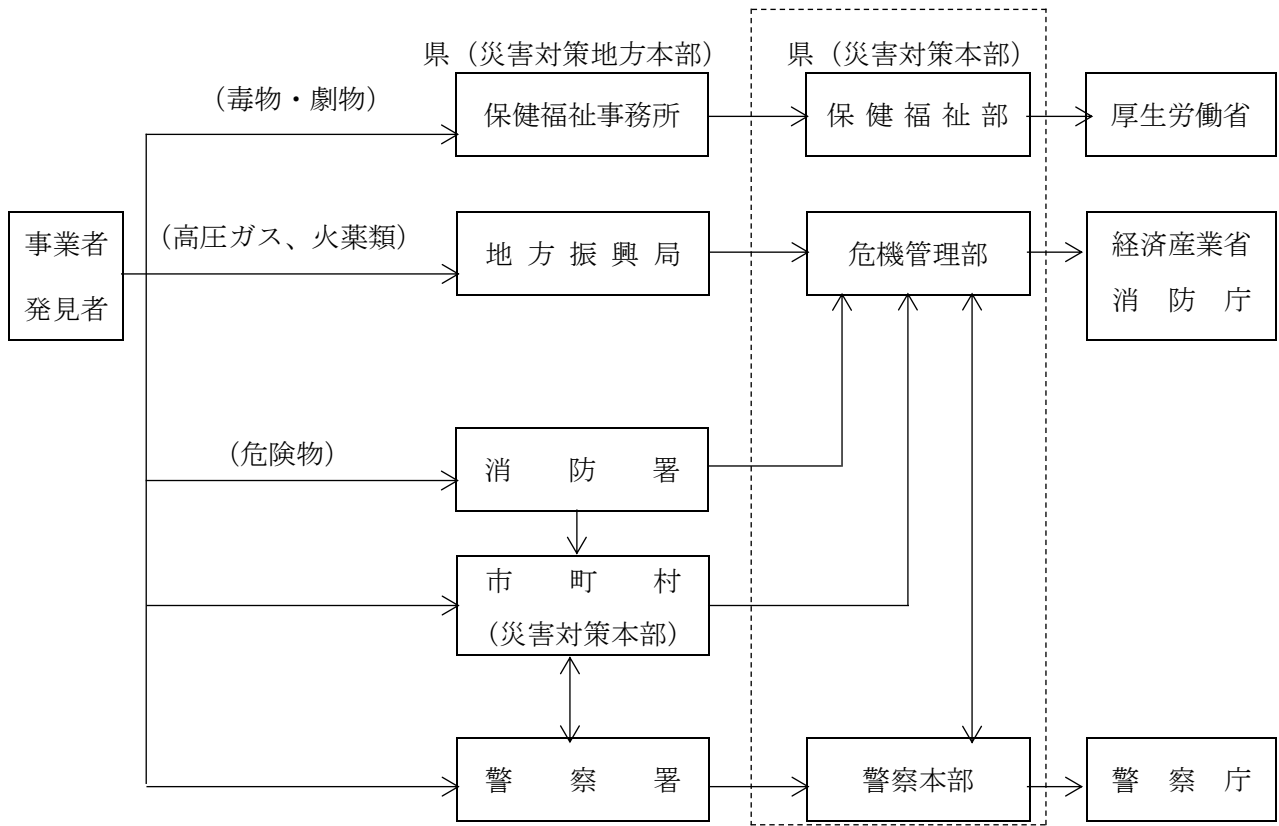 県（災害対策地方本部）
県（災害対策本部）
（毒物・劇物）
保健福祉事務所
保健福祉部
厚生労働省
事業者
発見者
（高圧ガス、火薬類）
地方振興局
危機管理部
経済産業省
消防庁
（危険物）
消防署
市町村
（災害対策本部）
警察署
警察本部
警察庁